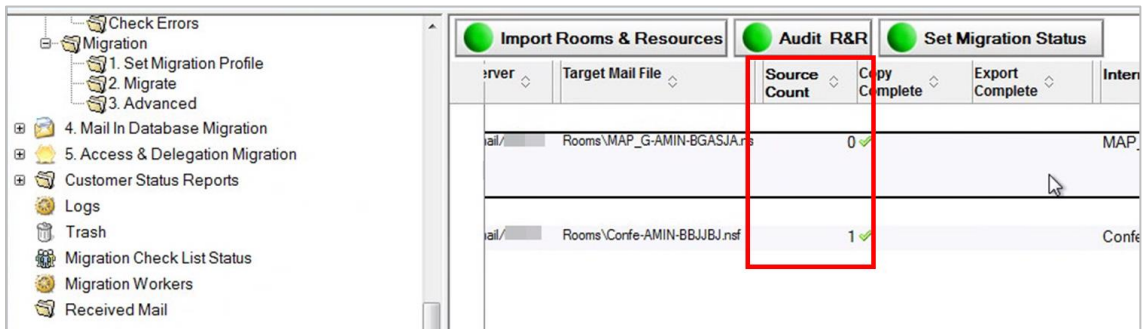 Check Errors
Migration
1. Set Migration Profile
2. Migrate
3. Advanced
4. Mail In Database Migration
5. Access & Delegation Migration
Customer Status Reports
Logs
Trash
Migration Check List Status
Migration Workers
Received Mail
Import Rooms & Resources Audit R&R Set Migration Status
erver Target Mail File Source Count Copy Complete Export Complete Intern
ail/ Rooms\MAP_G-AMIN-BGASJA.ns 0 MAP_
ail/ Rooms\Confe-AMIN-BBJJBJ.nsf 1 Confe